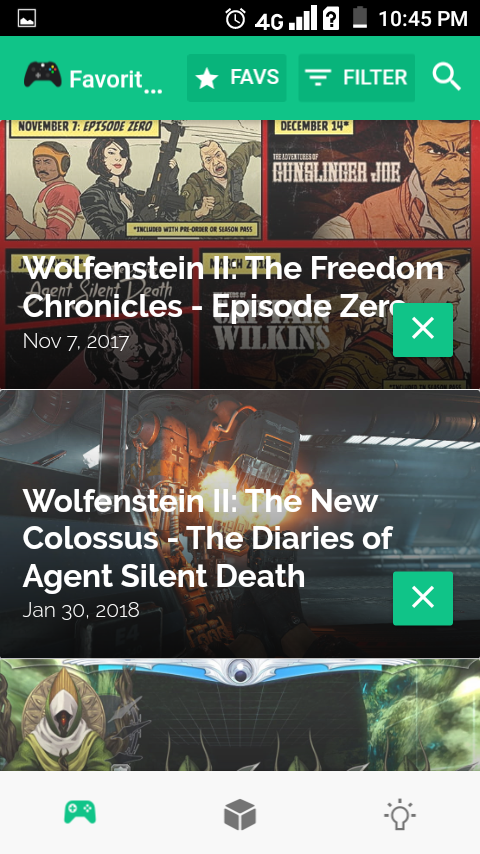 4G 10:45 PM
Favorit... FAVS FILTER
NOVEMBER 7: EPISODE ZERO
DECEMBER 14*
THE ADVENTURES OF
GUNSLINGER JOE
*INCLUDED WITH PRE-ORDER OR SEASON PASS
Wolfenstein II: The Freedom
Chronicles - Episode Zero
Agent Silent Death
WILKINS
Nov 7, 2017
Wolfenstein II: The New
Colossus - The Diaries of
Agent Silent Death
Jan 30, 2018